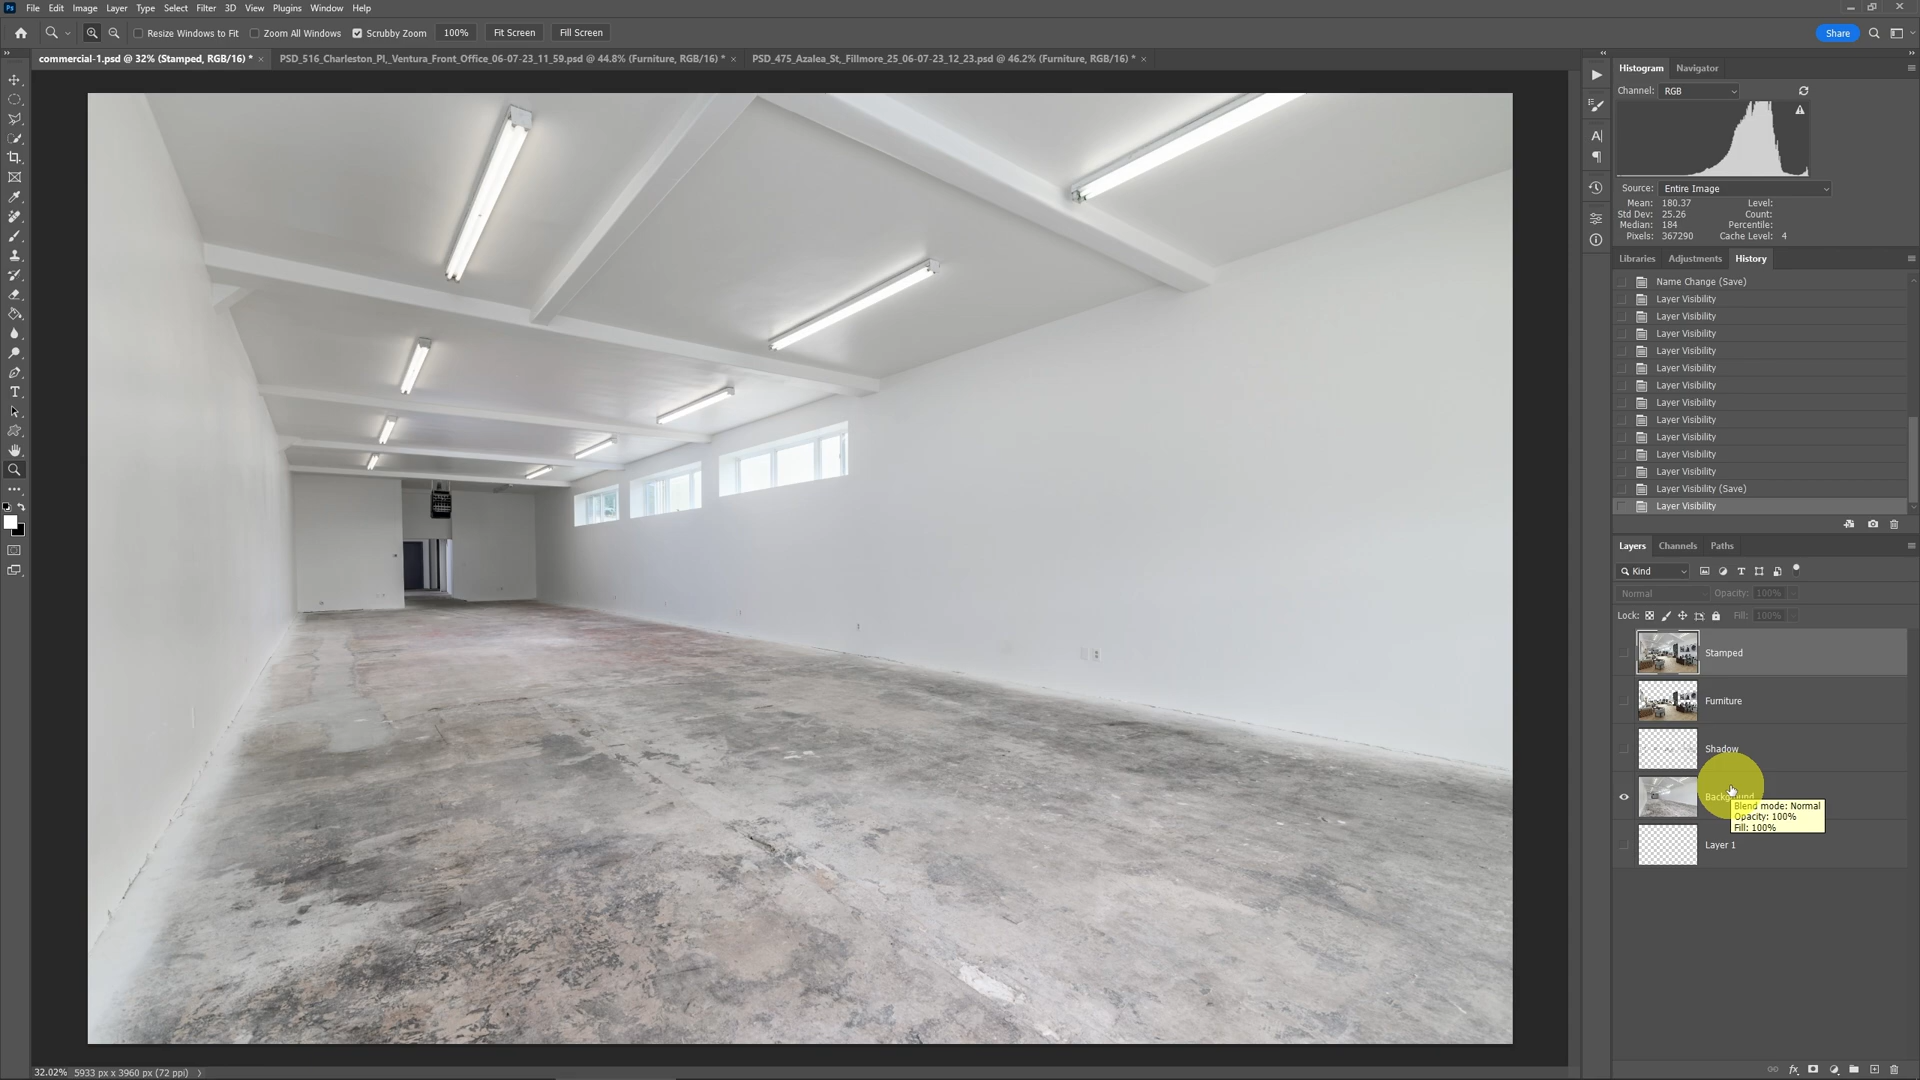 Ps File Edit Image Layer Type Select Filter 3D View Plugins Window Help
Resize Windows to Fit Zoom All Windows Scrubby Zoom 100% Fit Screen Fill Screen Share
commercial-1.psd @ 32% (Stamped, RGB/16) * × PSD_516_Charleston_Pl,_Ventura_Front_Office_06-07-23_11_59.psd @ 44.8% (Furniture, RGB/16) * × PSD_475_Azalea_St,_Fillmore_25_06-07-23_12_23.psd @ 46.2% (Furniture, RGB/16) * ×
Histogram Navigator
Channel: RGB
Source: Entire Image
Mean: 180.37 Level:
Std Dev: 25.26 Count:
Median: 184 Percentile:
Pixels: 367290 Cache Level: 4
Libraries Adjustments History
Name Change (Save)
Layer Visibility
Layer Visibility
Layer Visibility
Layer Visibility
Layer Visibility
Layer Visibility
Layer Visibility
Layer Visibility
Layer Visibility
Layer Visibility
Layer Visibility
Layer Visibility (Save)
Layer Visibility
Layers Channels Paths
Kind
Normal Opacity: 100%
Lock: Fill: 100%
Stamped
Furniture
Shadow
Background
Blend mode: Normal
Opacity: 100%
Fill: 100%
Layer 1
32.02% 5933 px x 3960 px (72 ppi)